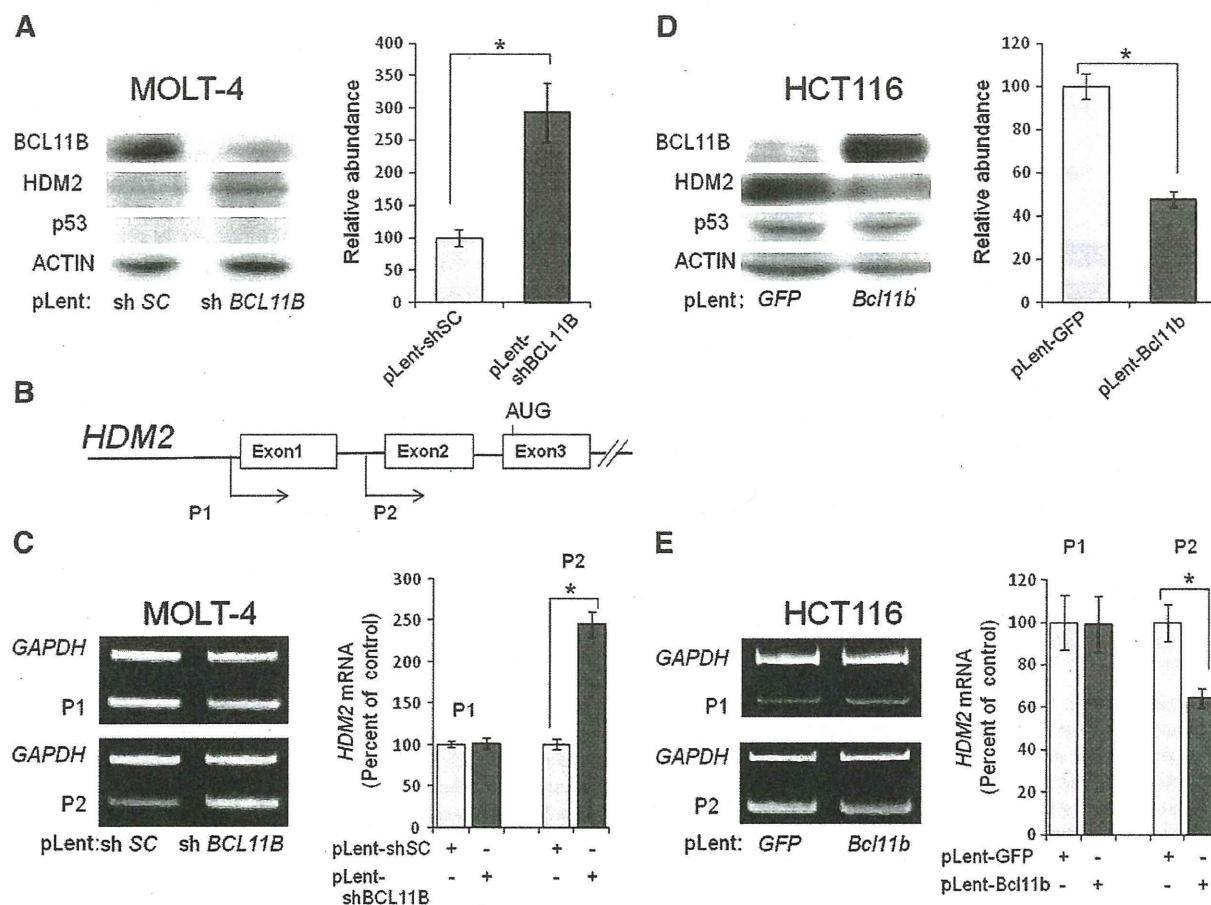 A
MOLT-4
BCL11B
HDM2
p53
ACTIN
pLent: sh SC sh BCL11B
Relative abundance
400
350
300
250
200
150
100
50
0
*
pLent-shSC
pLent-
shBCL11B
D
HCT116
BCL11B
HDM2
p53
ACTIN
pLent: GFP Bcl11b
Relative abundance
120
100
80
60
40
20
0
*
pLent-GFP
pLent-Bcl11b
B
HDM2
AUG
Exon1 Exon2 Exon3
P1 P2
C
MOLT-4
GAPDH
P1
GAPDH
P2
pLent:sh SC sh BCL11B
HDM2 mRNA
(Percent of control)
300
250
200
150
100
50
0
P1
P2
*
pLent-shSC + - + -
pLent-
shBCL11B - + - +
E
HCT116
GAPDH
P1
GAPDH
P2
pLent: GFP Bcl11b
HDM2 mRNA
(Percent of control)
P1 P2
120
100
80
60
40
20
0
*
pLent-GFP + - + -
pLent-Bcl11b - + - +